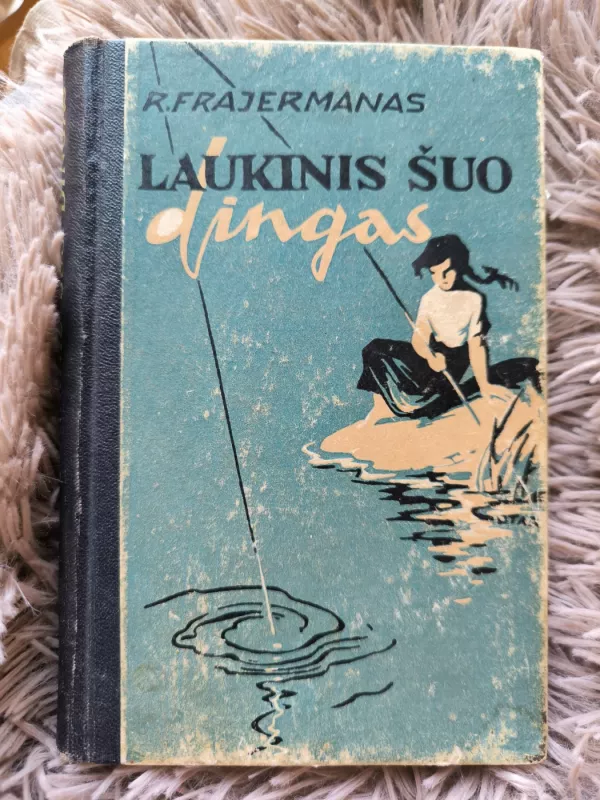 R. FRAJERMANAS
LAUKINIS ŠUO
dingas